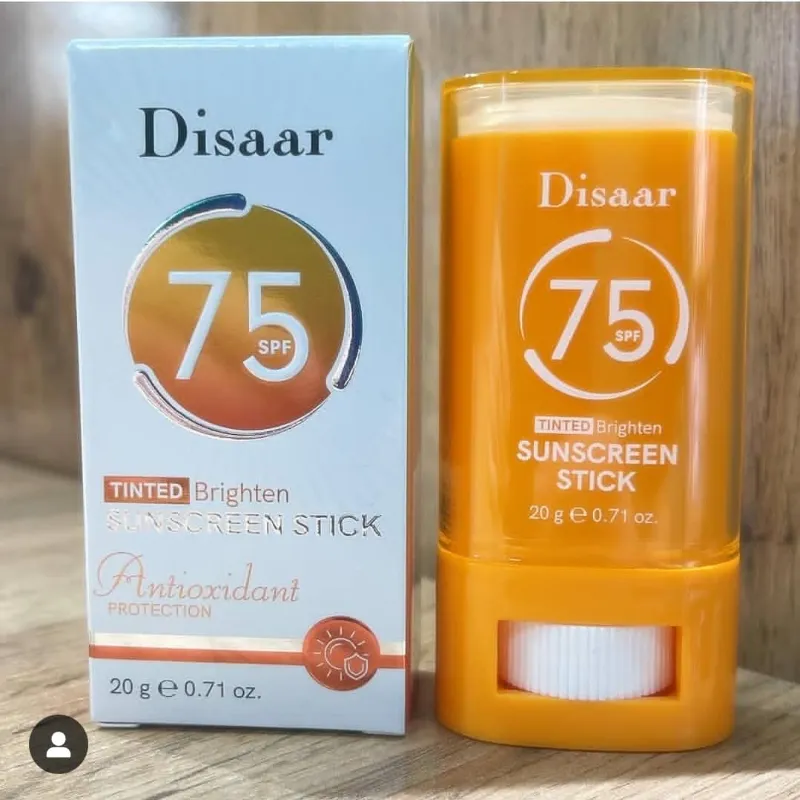 Disaar
75
SPF
TINTED Brighten
SUNSCREEN STICK
Antioxidant
PROTECTION
20 g ℮ 0.71 oz.
Disaar
75
SPF
TINTED Brighten
SUNSCREEN
STICK
20 g ℮ 0.71 oz.